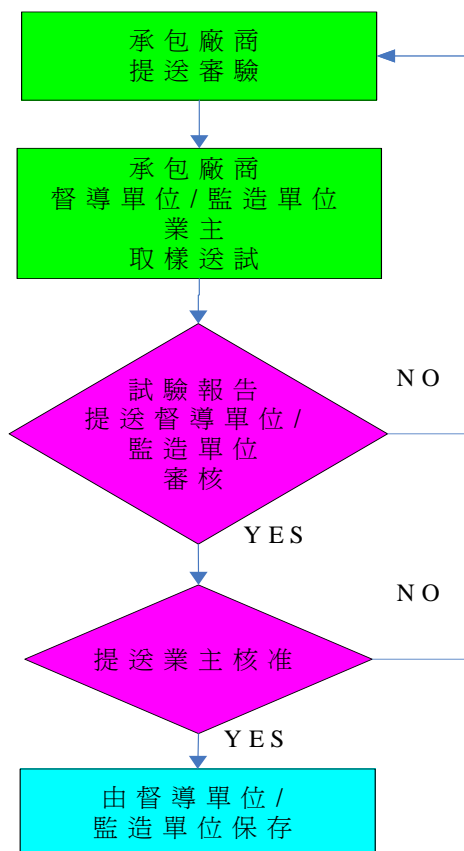 承包廠商
提送審驗
承包廠商
督導單位/監造單位
業主
取樣送試
試驗報告
提送督導單位/
監造單位
審核
NO
YES
NO
提送業主核准
YES
由督導單位/
監造單位保存